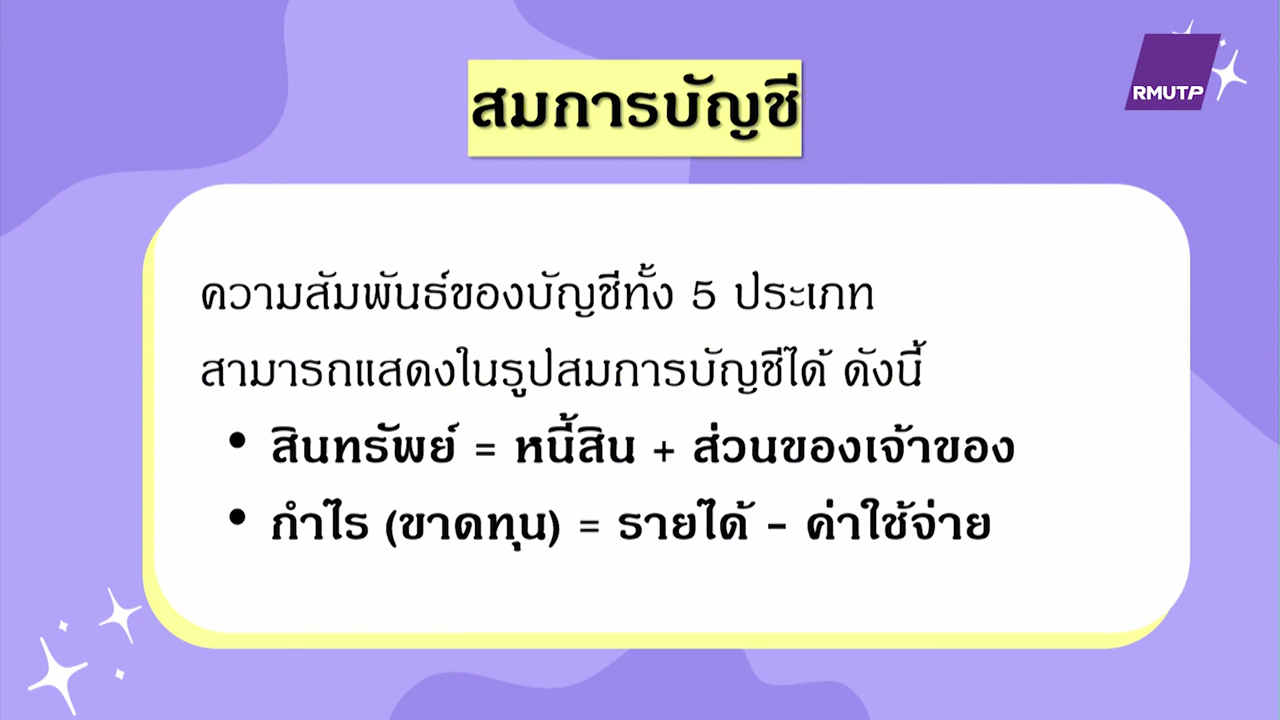 RMUTP
สมการบัญชี
ความสัมพันธ์ของบัญชีทั้ง 5 ประเภท
สามารถแสดงในรูปสมการบัญชีได้ ดังนี้
• สินทรัพย์ = หนี้สิน + ส่วนของเจ้าของ
• กำไร (ขาดทุน) = รายได้ - ค่าใช้จ่าย